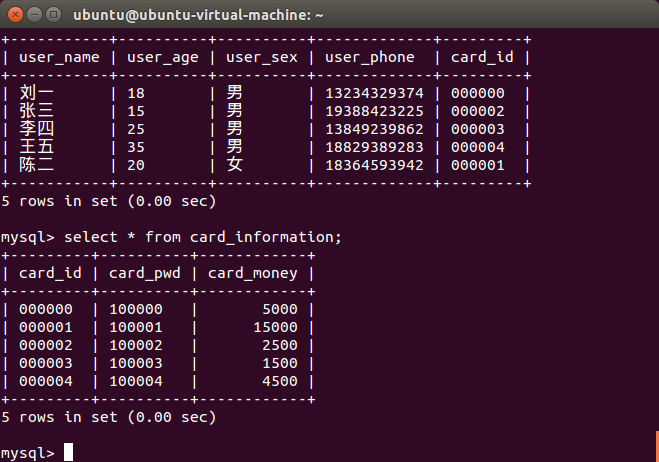 ubuntu@ubuntu-virtual-machine: ~
+-----------+----------+----------+-------------+---------+
| user_name | user_age | user_sex | user_phone  | card_id |
+-----------+----------+----------+-------------+---------+
| 刘一 | 18 | 男 | 13234329374 | 000000 |
| 张三 | 15 | 男 | 19388423225 | 000002 |
| 李四 | 25 | 男 | 13849239862 | 000003 |
| 王五 | 35 | 男 | 18829389283 | 000004 |
| 陈二 | 20 | 女 | 18364593942 | 000001 |
+-----------+----------+----------+-------------+---------+
5 rows in set (0.00 sec)
mysql> select * from card_information;
+---------+----------+------------+
| card_id | card_pwd | card_money |
+---------+----------+------------+
| 000000  | 100000   |       5000 |
| 000001  | 100001   |      15000 |
| 000002  | 100002   |       2500 |
| 000003  | 100003   |       1500 |
| 000004  | 100004   |       4500 |
+---------+----------+------------+
5 rows in set (0.00 sec)
mysql>